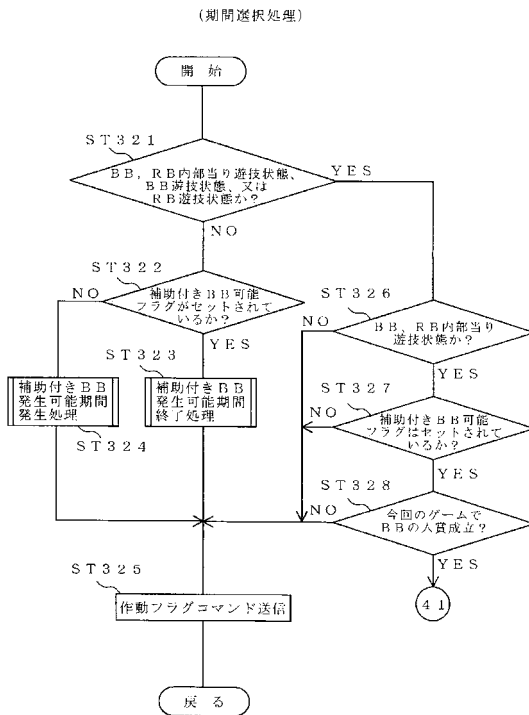 (期間選択処理)
開始
ST321
BB，RB内部当り遊技状態、
BB遊技状態、又は
RB遊技状態か？
YES
NO
ST322
補助付きBB可能
フラグがセットされて
いるか？
NO
YES
ST323
補助付きBB
発生可能期間
終了処理
補助付きBB
発生可能期間
発生処理
ST324
ST326
BB、RB内部当り
遊技状態か？
NO
YES
ST327
補助付きBB可能
フラグはセットされて
いるか？
NO
YES
ST328
今回のゲームで
BBの入賞成立？
NO
YES
41
ST325
作動フラグコマンド送信
戻る